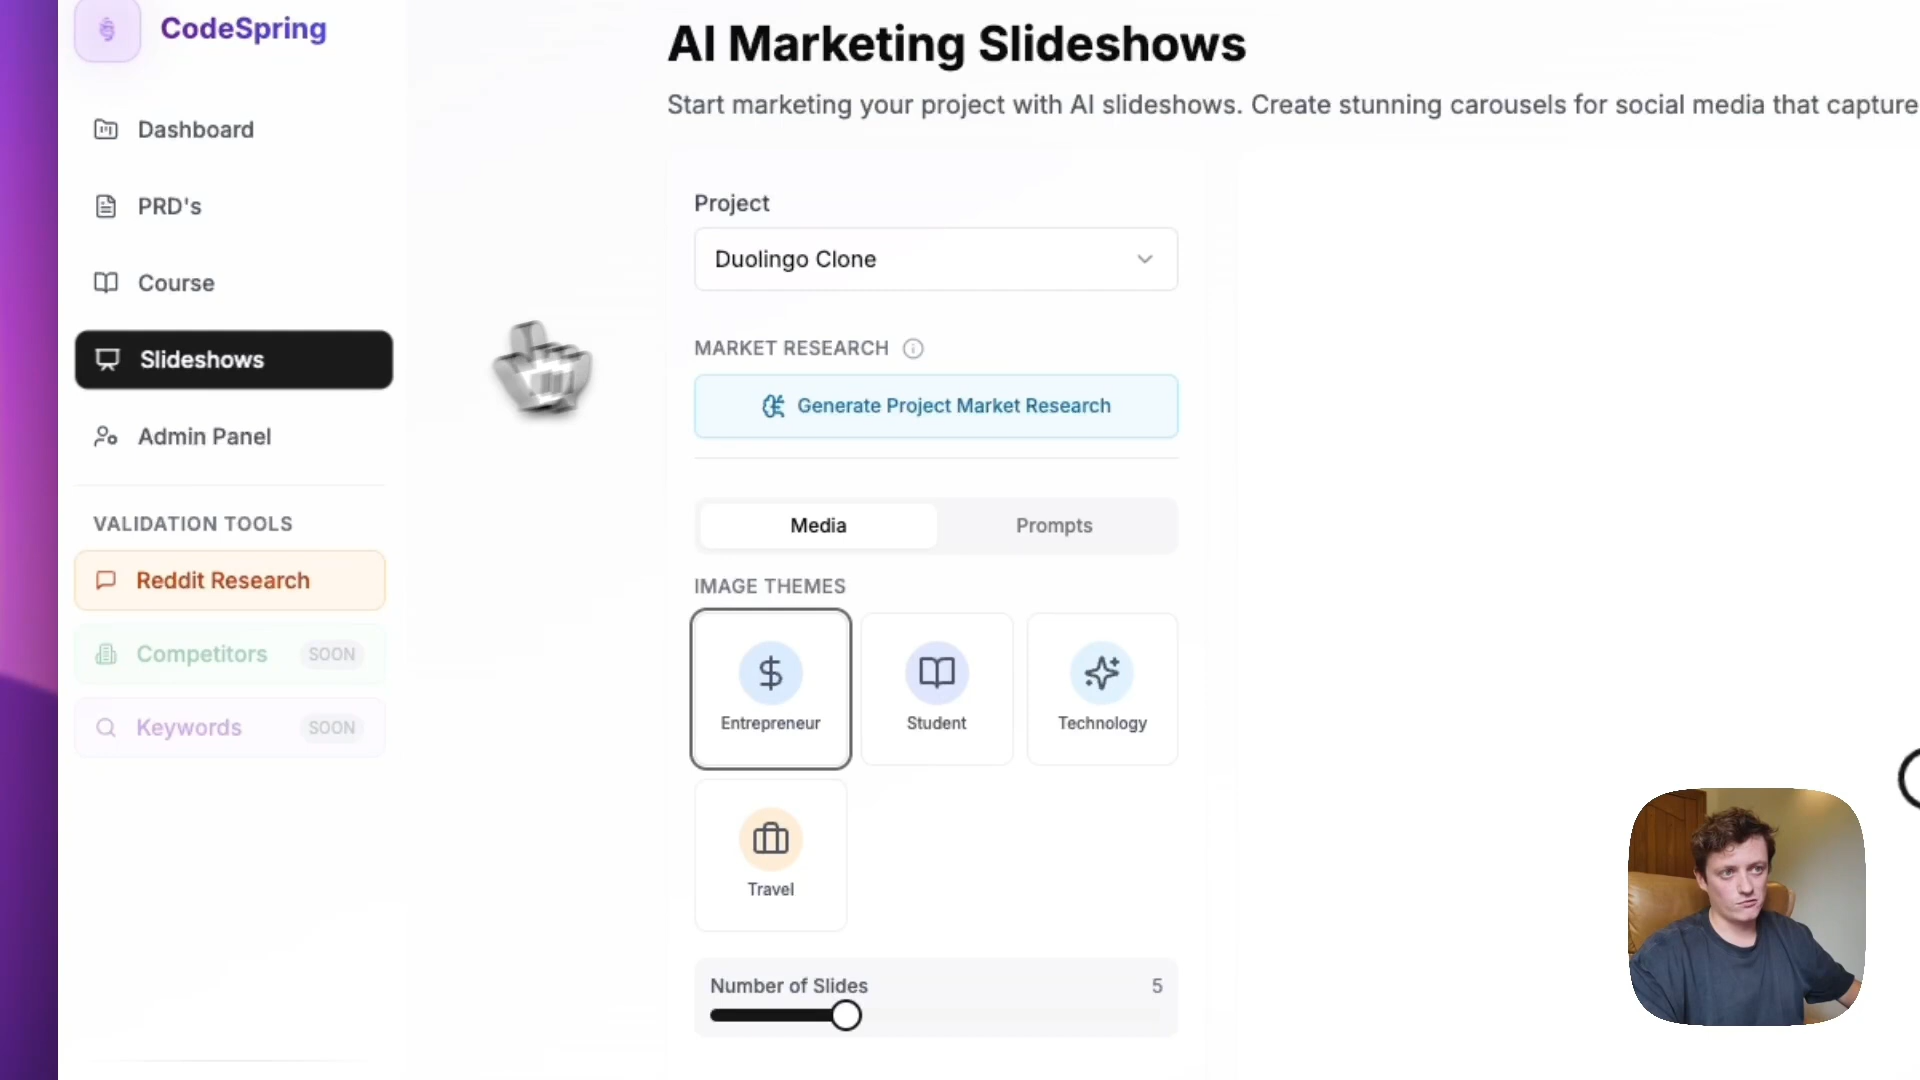 CodeSpring
Dashboard
PRD's
Course
Slideshows
Admin Panel
VALIDATION TOOLS
Reddit Research
Competitors SOON
Keywords SOON
AI Marketing Slideshows
Start marketing your project with AI slideshows. Create stunning carousels for social media that capture
Project
Duolingo Clone
MARKET RESEARCH
Generate Project Market Research
Media Prompts
IMAGE THEMES
Entrepreneur Student Technology
Travel
Number of Slides 5